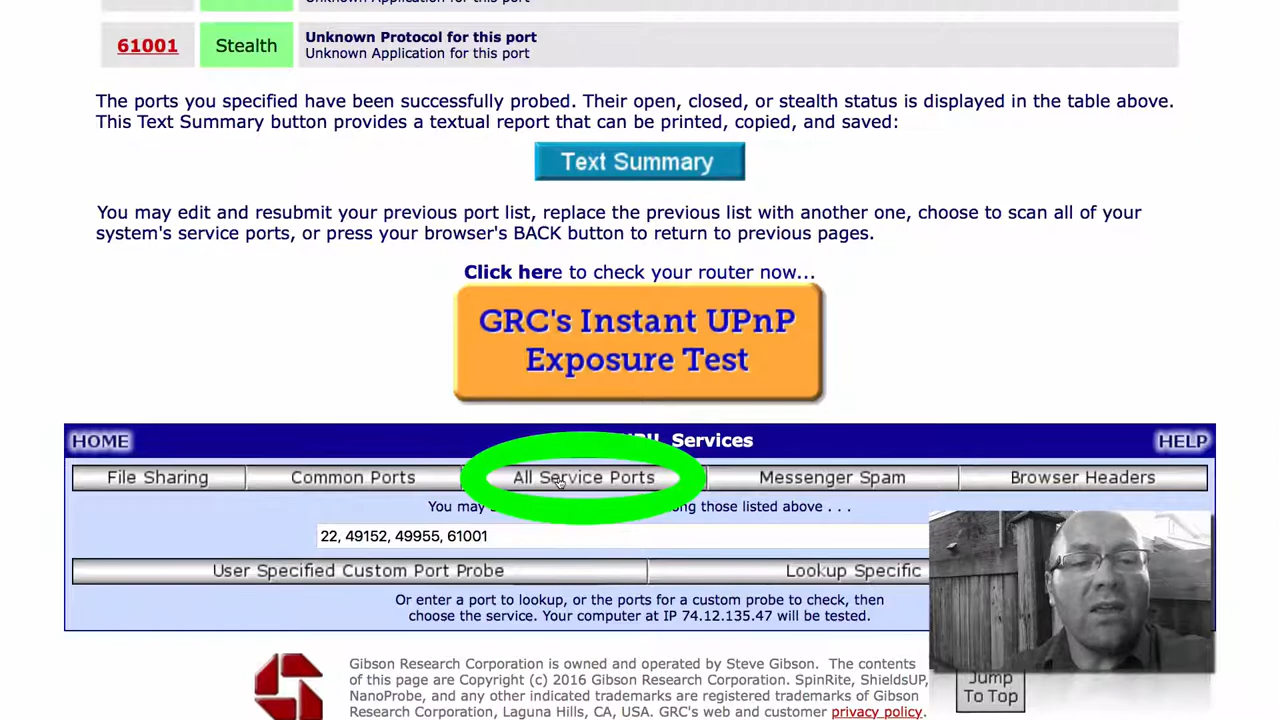 Unknown Application for this port
61001
Stealth
Unknown Protocol for this port
Unknown Application for this port
The ports you specified have been successfully probed. Their open, closed, or stealth status is displayed in the table above.
This Text Summary button provides a textual report that can be printed, copied, and saved:
Text Summary
You may edit and resubmit your previous port list, replace the previous list with another one, choose to scan all of your
system's service ports, or press your browser's BACK button to return to previous pages.
Click here to check your router now...
GRC's Instant UPnP
Exposure Test
HOME
Services
HELP
File Sharing
Common Ports
All Service Ports
Messenger Spam
Browser Headers
You may
those listed above . . .
22, 49152, 49955, 61001
User Specified Custom Port Probe
Lookup Specific
Or enter a port to lookup, or the ports for a custom probe to check, then
choose the service. Your computer at IP 74.12.135.47 will be tested.
Gibson Research Corporation is owned and operated by Steve Gibson. The contents
of this page are Copyright (c) 2016 Gibson Research Corporation. SpinRite, ShieldsUP,
NanoProbe, and any other indicated trademarks are registered trademarks of Gibson
Research Corporation, Laguna Hills, CA, USA. GRC's web and customer privacy policy.
Jump
To Top